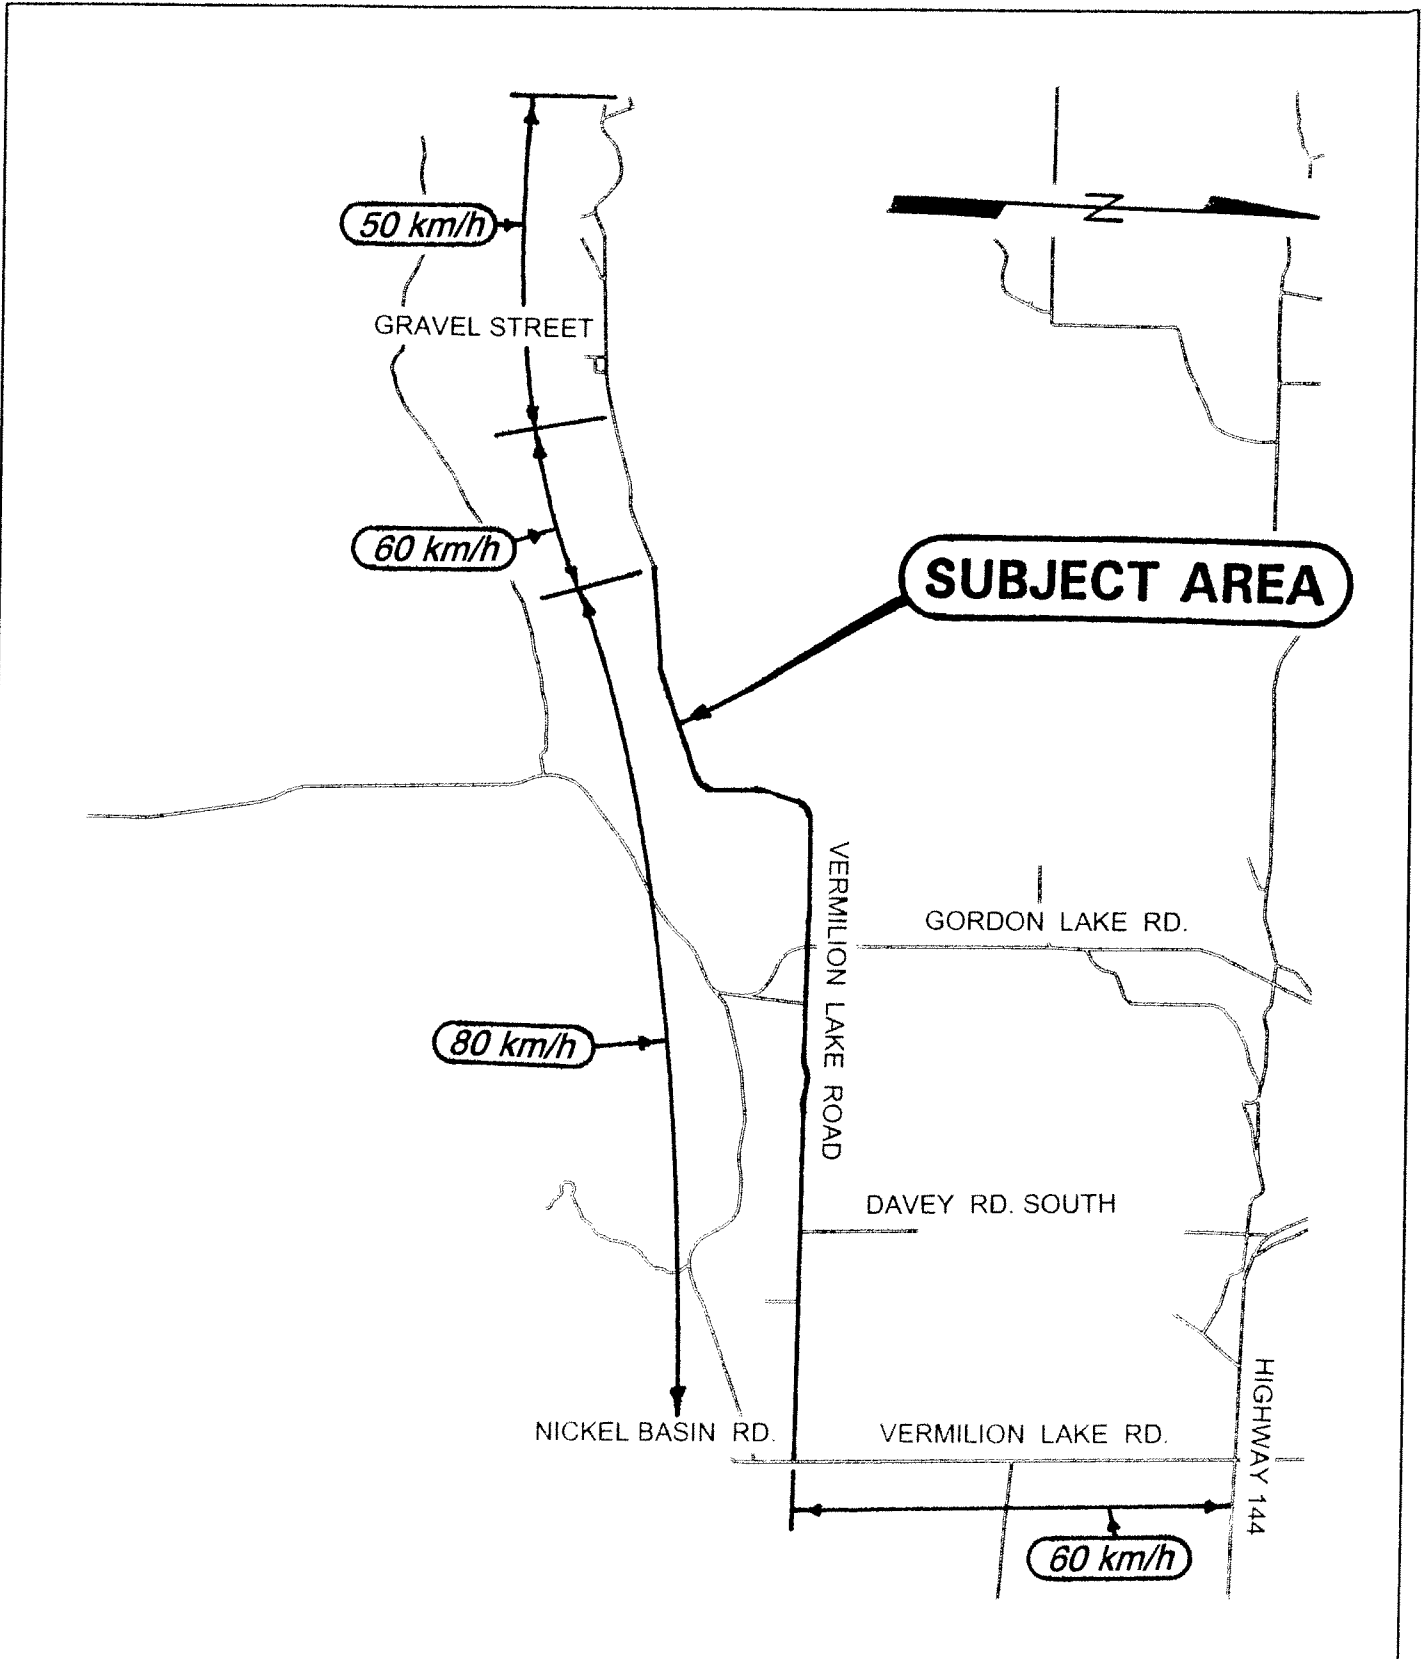 N
50 km/h
GRAVEL STREET
60 km/h
SUBJECT AREA
VERMILION LAKE ROAD
GORDON LAKE RD.
80 km/h
DAVEY RD. SOUTH
HIGHWAY 144
NICKEL BASIN RD.
VERMILION LAKE RD.
60 km/h